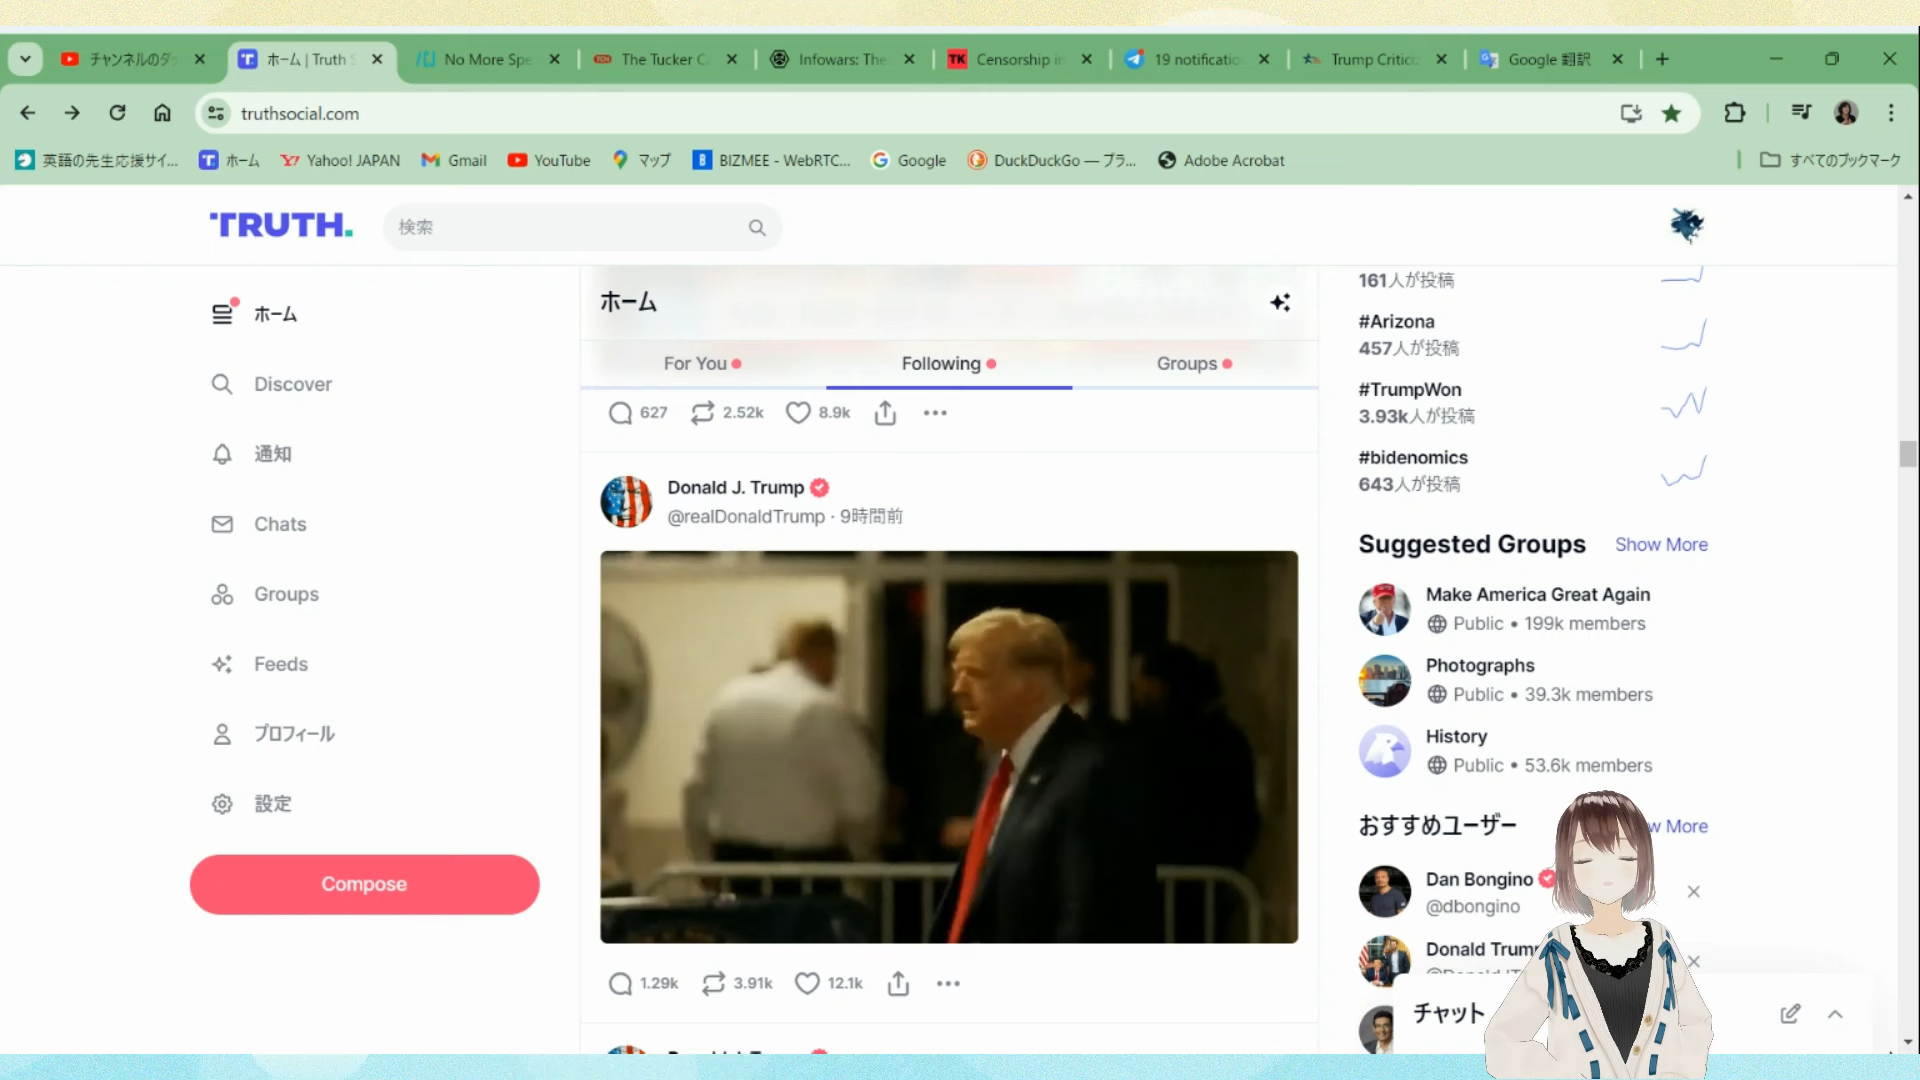 チャンネルのダ
ホーム | Truth S
No More Spe
The Tucker C
Infowars: The
TK
Censorship i
19 notificatio
Trump Criticiz
Google 翻訳
truthsocial.com
英語の先生応援サイ...
ホーム
Yahoo! JAPAN
Gmail
YouTube
マップ
BIZMEE - WebRTC...
Google
DuckDuckGo — プラ...
Adobe Acrobat
すべてのブックマーク
TRUTH.
検索
ホーム
Discover
通知
Chats
Groups
Feeds
プロフィール
設定
Compose
ホーム
For You
Following
Groups
627
2.52k
8.9k
Donald J. Trump
@realDonaldTrump · 9時間前
1.29k
3.91k
12.1k
161人が投稿
#Arizona
457人が投稿
#TrumpWon
3.93k人が投稿
#bidenomics
643人が投稿
Suggested Groups
Show More
Make America Great Again
Public • 199k members
Photographs
Public • 39.3k members
History
Public • 53.6k members
おすすめユーザー
w More
Dan Bongino
@dbongino
Donald Trum
チャット